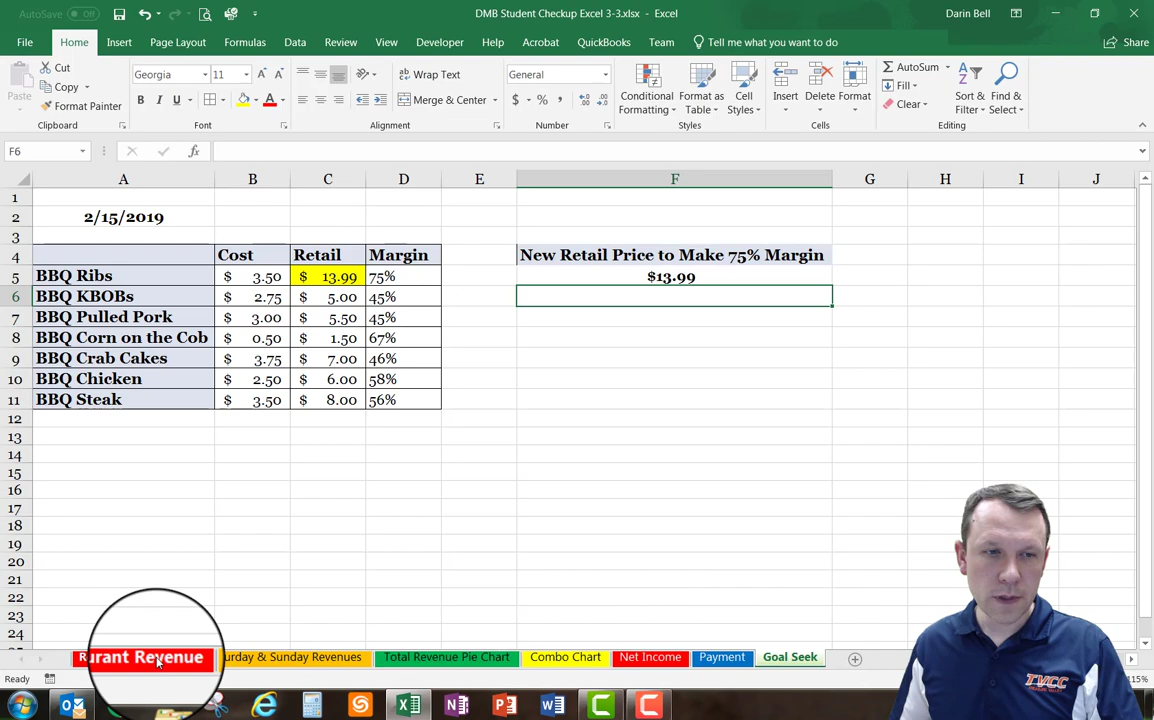 AutoSave Off
DMB Student Checkup Excel 3-3.xlsx - Excel
Darin Bell
File Home Insert Page Layout Formulas Data Review View Developer Help Acrobat QuickBooks Team Tell me what you want to do Share
Paste
Cut
Copy
Format Painter
Clipboard
Georgia 11
B I U A
Font
Wrap Text
Merge & Center
Alignment
General
$ % ,
Number
Conditional Formatting
Format as Table
Cell Styles
Styles
Insert Delete Format
Cells
AutoSum
Fill
Clear
Sort & Filter
Find & Select
Editing
F6 fx
A B C D E F G H I J
1
2 2/15/2019
3
4 Cost Retail Margin New Retail Price to Make 75% Margin
5 BBQ Ribs $ 3.50 $ 13.99 75% $13.99
6 BBQ KBOBs $ 2.75 $ 5.00 45%
7 BBQ Pulled Pork $ 3.00 $ 5.50 45%
8 BBQ Corn on the Cob $ 0.50 $ 1.50 67%
9 BBQ Crab Cakes $ 3.75 $ 7.00 46%
10 BBQ Chicken $ 2.50 $ 6.00 58%
11 BBQ Steak $ 3.50 $ 8.00 56%
12
13
14
15
16
17
18
19
20
21
22
23
24
urant Revenue urday & Sunday Revenues Total Revenue Pie Chart Combo Chart Net Income Payment Goal Seek
Ready 115%
TVCC